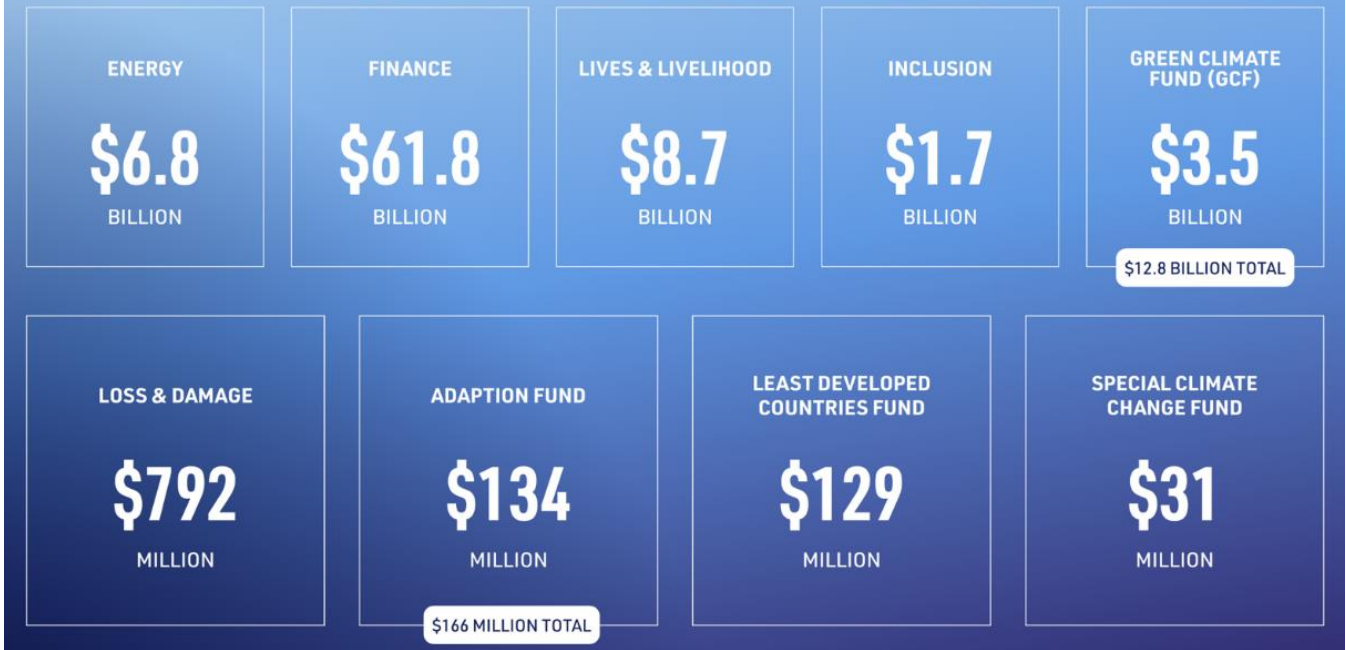 ENERGY
$6.8
BILLION
FINANCE
$61.8
BILLION
LIVES & LIVELIHOOD
$8.7
BILLION
INCLUSION
$1.7
BILLION
GREEN CLIMATE
FUND (GCF)
$3.5
BILLION
$12.8 BILLION TOTAL
LOSS & DAMAGE
$792
MILLION
ADAPTION FUND
$134
MILLION
$166 MILLION TOTAL
LEAST DEVELOPED
COUNTRIES FUND
$129
MILLION
SPECIAL CLIMATE
CHANGE FUND
$31
MILLION